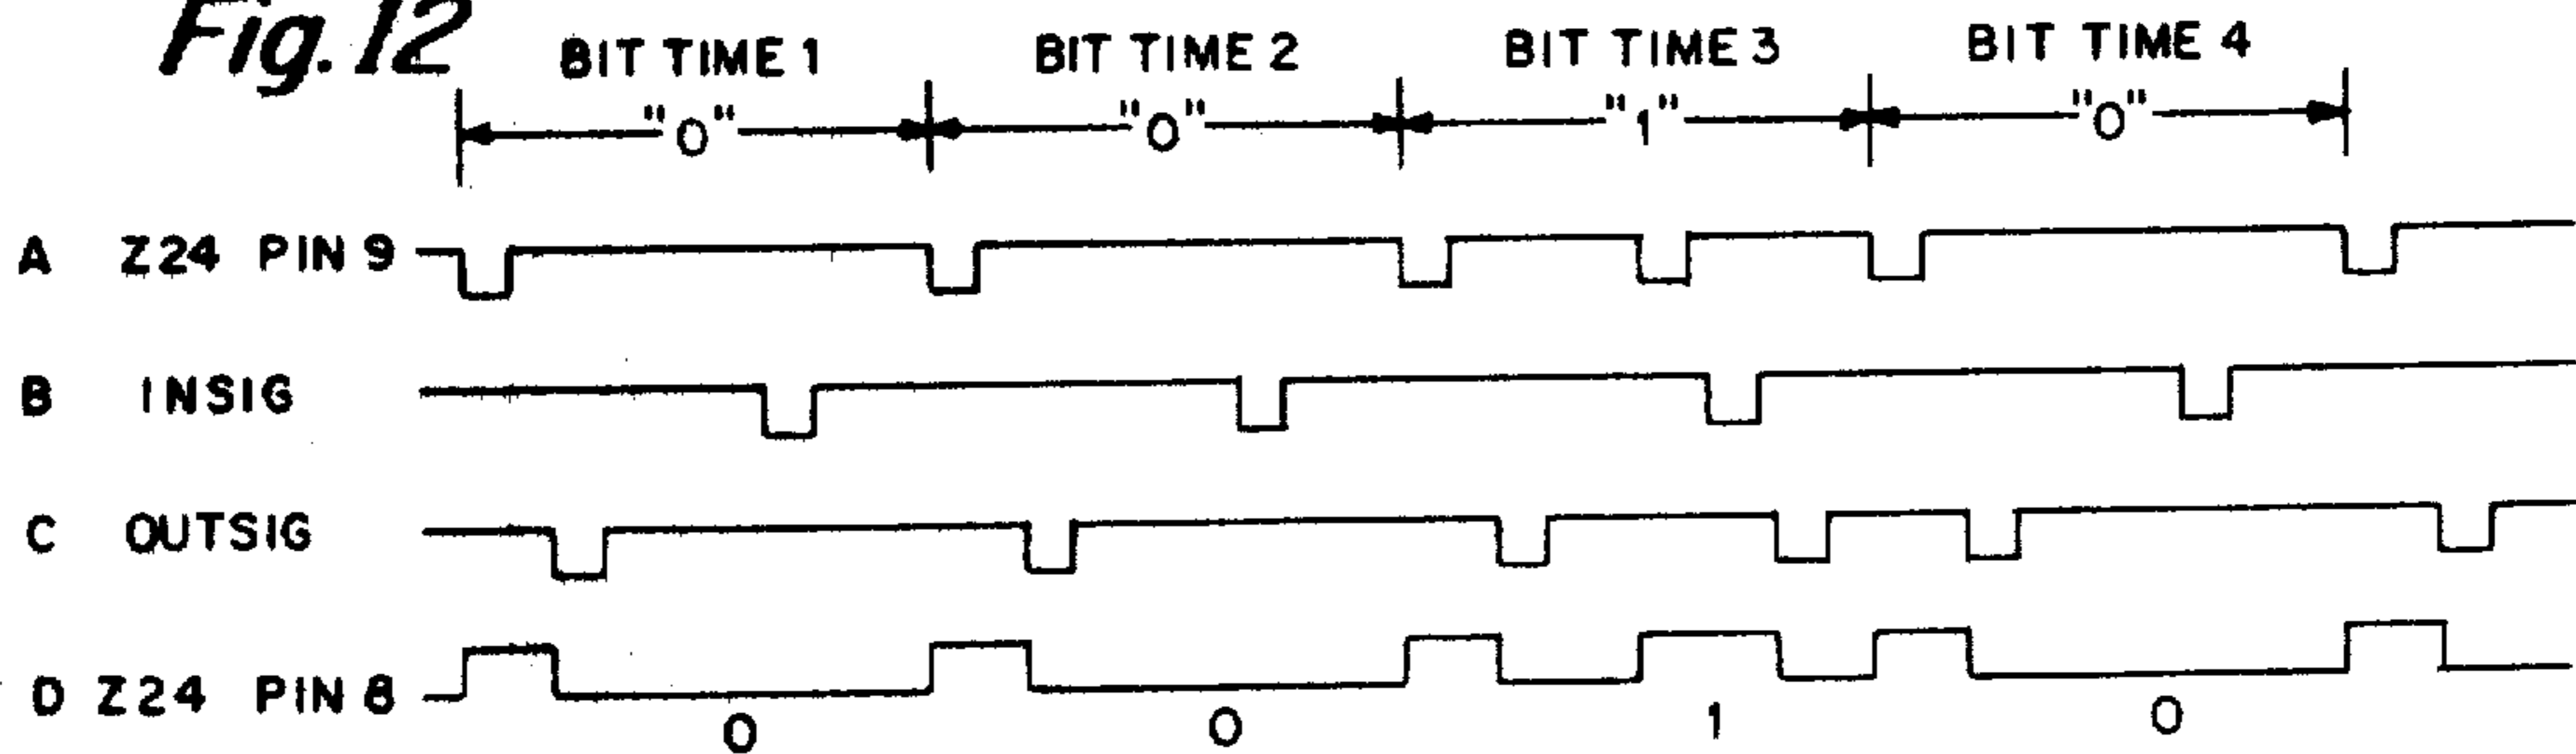 Fig. 12
BIT TIME 1 BIT TIME 2 BIT TIME 3 BIT TIME 4
"0" "0" "1" "0"
A Z24 PIN 9
B INSIG
C OUTSIG
D Z24 PIN 8
0 0 1 0